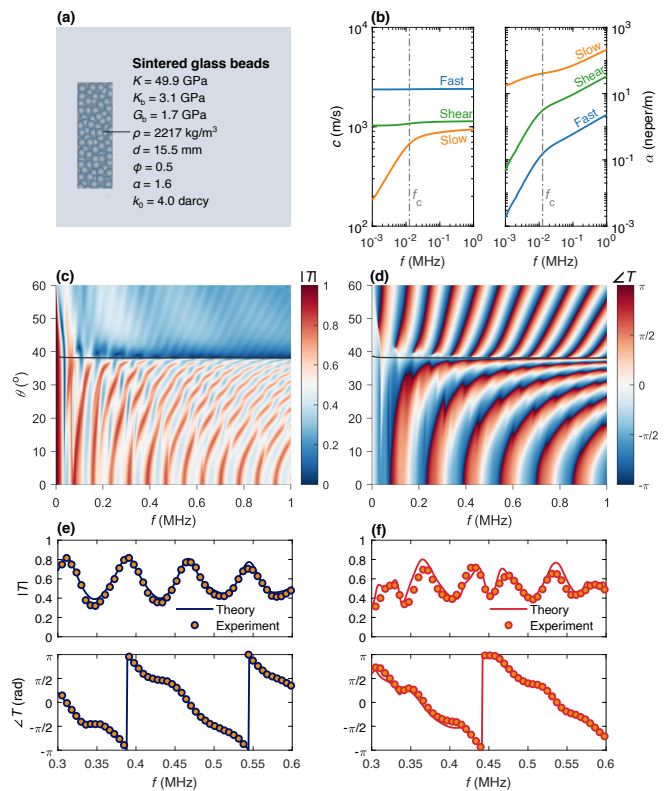 (a)
Sintered glass beads
K = 49.9 GPa
K_b = 3.1 GPa
G_b = 1.7 GPa
ρ = 2217 kg/m³
d = 15.5 mm
ϕ = 0.5
α = 1.6
k₀ = 4.0 darcy
(b)
10⁴
10³
10²
c (m/s)
Fast
Shear
Slow
f_c
10⁻³ 10⁻² 10⁻¹ 10⁰
f (MHz)
Slow
Shear
Fast
f_c
10³
10¹
10⁻¹
10⁻³
α (neper/m)
10⁻³ 10⁻² 10⁻¹ 10⁰
f (MHz)
(c)
|T|
60
50
40
30
20
10
0
θ (°)
0 0.2 0.4 0.6 0.8 1
f (MHz)
1
0.8
0.6
0.4
0.2
0
(d)
∠T
60
50
40
30
20
10
0
0 0.2 0.4 0.6 0.8 1
f (MHz)
π
π/2
0
-π/2
-π
(e)
1
0.8
0.6
0.4
0.2
0
|T|
Theory
Experiment
π
π/2
0
-π/2
-π
∠T (rad)
0.3 0.35 0.4 0.45 0.5 0.55 0.6
f (MHz)
(f)
1
0.8
0.6
0.4
0.2
0
Theory
Experiment
π
π/2
0
-π/2
-π
0.3 0.35 0.4 0.45 0.5 0.55 0.6
f (MHz)